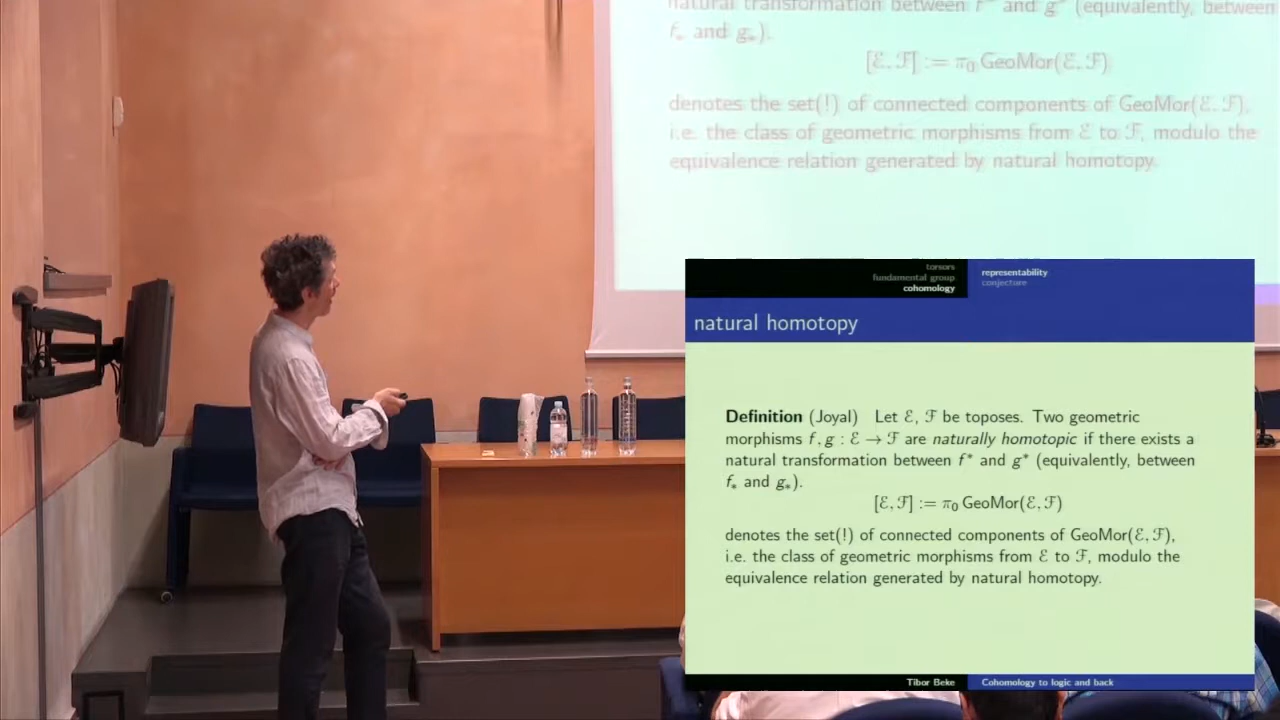 natural transformation between f* and g* (equivalently, between
f⁎ and g⁎).
[ℰ, ℱ] := π₀ GeoMor(ℰ, ℱ)
denotes the set(!) of connected components of GeoMor(ℰ, ℱ),
i.e. the class of geometric morphisms from ℰ to ℱ, modulo the
equivalence relation generated by natural homotopy.
torsors
fundamental group
cohomology
representability
conjecture
natural homotopy
Definition (Joyal) Let ℰ, ℱ be toposes. Two geometric
morphisms f, g : ℰ → ℱ are naturally homotopic if there exists a
natural transformation between f* and g* (equivalently, between
f⁎ and g⁎).
[ℰ, ℱ] := π₀ GeoMor(ℰ, ℱ)
denotes the set(!) of connected components of GeoMor(ℰ, ℱ),
i.e. the class of geometric morphisms from ℰ to ℱ, modulo the
equivalence relation generated by natural homotopy.
Tibor Beke
Cohomology to logic and back